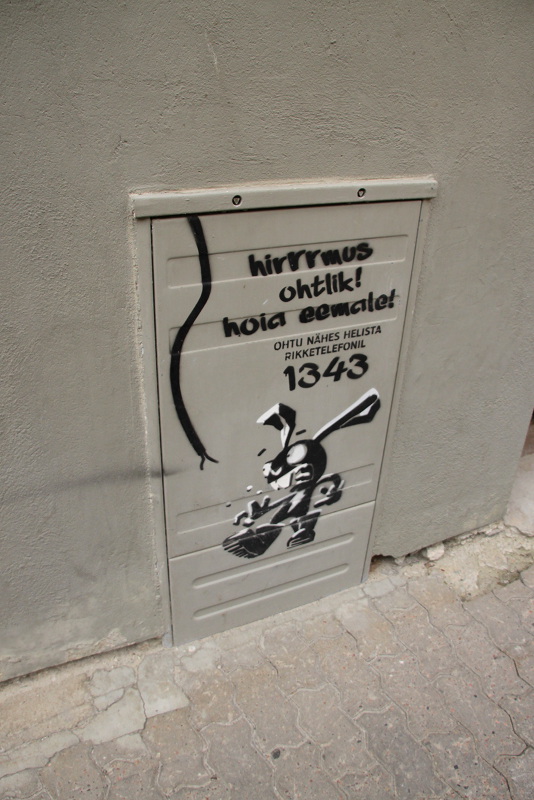 hirrrmus
ohtlik!
hoia eemale!
OHTU NÄHES HELISTA
RIKKETELEFONIL
1343